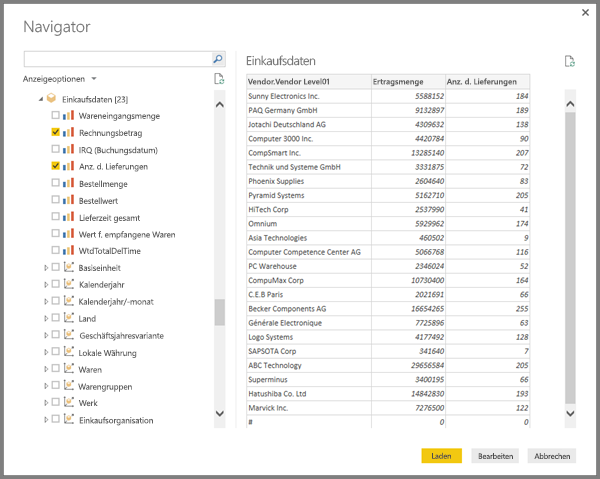 Navigator
Anzeigeoptionen
Einkaufsdaten [23]
Wareneingangsmenge
Rechnungsbetrag
IRQ (Buchungsdatum)
Anz. d. Lieferungen
Bestellmenge
Bestellwert
Lieferzeit gesamt
Wert f. empfangene Waren
WtdTotalDelTime
Basiseinheit
Kalenderjahr
Kalenderjahr/-monat
Land
Geschäftsjahresvariante
Lokale Währung
Waren
Warengruppen
Werk
Einkaufsorganisation
Einkaufsdaten
Vendor.Vendor Level01 Ertragsmenge Anz. d. Lieferungen
Sunny Electronics Inc. 5588152 184
PAQ Germany GmbH 9132897 189
Jotachi Deutschland AG 4309632 138
Computer 3000 Inc. 4420784 90
CompSmart Inc. 13285140 207
Technik und Systeme GmbH 3331875 72
Phoenix Supplies 2604640 83
Pyramid Systems 5162710 205
HiTech Corp 2537990 41
Omnium 5929962 174
Asia Technologies 460502 9
Computer Competence Center AG 5066768 116
PC Warehouse 2346024 52
CompuMax Corp 10730400 164
C.E.B Paris 2021691 66
Becker Components AG 16654265 255
Générale Electronique 7725896 63
Logo Systems 4177492 128
SAPSOTA Corp 341640 7
ABC Technology 29656584 205
Superminus 3400195 66
Hatushiba Co. Ltd 14842830 193
Marvick Inc. 7276500 122
# 0 0
Laden Bearbeiten Abbrechen